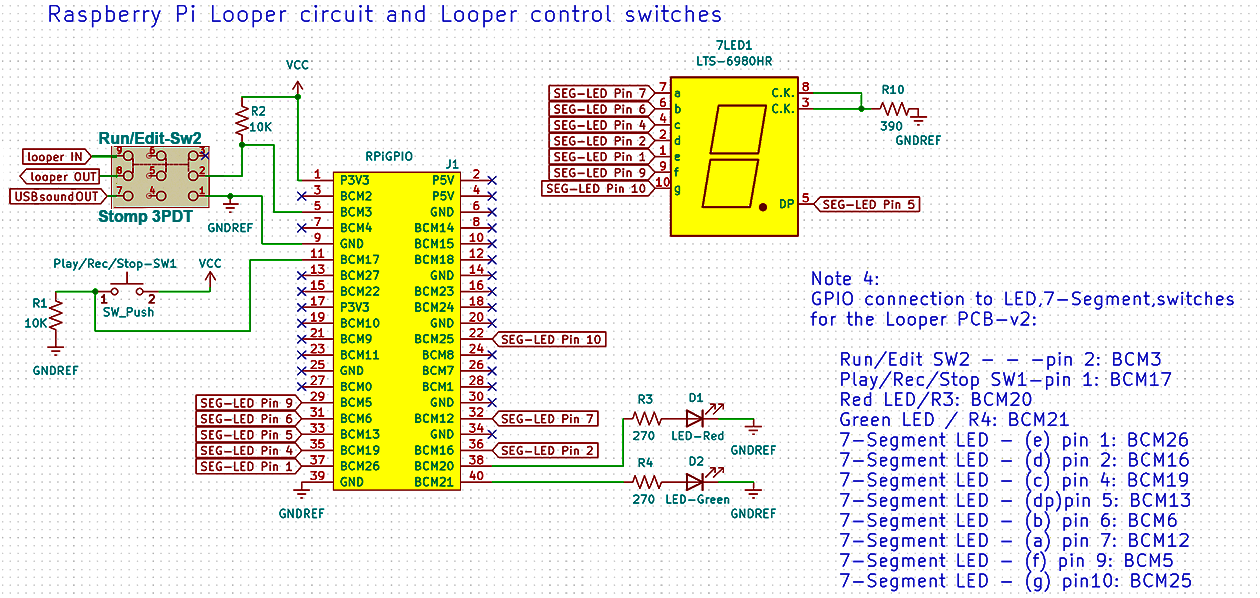 Raspberry Pi Looper circuit and Looper control switches
VCC
R2
10K
Run/Edit-Sw2
looper IN
looper OUT
USBsoundOUT
9 6 3
8 5 2
7 4 1
Stomp 3PDT
GNDREF
Play/Rec/Stop-SW1
VCC
R1
10K
1 2
SW_Push
GNDREF
RPiGPIO
J1
1 P3V3 P5V 2
3 BCM2 P5V 4
5 BCM3 GND 6
7 BCM4 BCM14 8
9 GND BCM15 10
11 BCM17 BCM18 12
13 BCM27 GND 14
15 BCM22 BCM23 16
17 P3V3 BCM24 18
19 BCM10 GND 20
21 BCM9 BCM25 22 SEG-LED Pin 10
23 BCM11 BCM8 24
25 GND BCM7 26
27 BCM0 BCM1 28
SEG-LED Pin 9 29 BCM5 GND 30
SEG-LED Pin 6 31 BCM6 BCM12 32 SEG-LED Pin 7
SEG-LED Pin 5 33 BCM13 GND 34
SEG-LED Pin 4 35 BCM19 BCM16 36 SEG-LED Pin 2
SEG-LED Pin 1 37 BCM26 BCM20 38
39 GND BCM21 40
GNDREF
R3
270
D1
LED-Red
GNDREF
R4
270
D2
LED-Green
GNDREF
7LED1
LTS-6980HR
SEG-LED Pin 7 7 a
SEG-LED Pin 6 6 b
SEG-LED Pin 4 4 c
SEG-LED Pin 2 2 d
SEG-LED Pin 1 1 e
SEG-LED Pin 9 9 f
SEG-LED Pin 10 10 g
C.K. 8
C.K. 3
DP 5 SEG-LED Pin 5
R10
390
GNDREF
Note 4:
GPIO connection to LED,7-Segment,switches
for the Looper PCB-v2:
Run/Edit SW2 - - -pin 2: BCM3
Play/Rec/Stop SW1-pin 1: BCM17
Red LED/R3: BCM20
Green LED / R4: BCM21
7-Segment LED - (e) pin 1: BCM26
7-Segment LED - (d) pin 2: BCM16
7-Segment LED - (c) pin 4: BCM19
7-Segment LED - (dp)pin 5: BCM13
7-Segment LED - (b) pin 6: BCM6
7-Segment LED - (a) pin 7: BCM12
7-Segment LED - (f) pin 9: BCM5
7-Segment LED - (g) pin10: BCM25